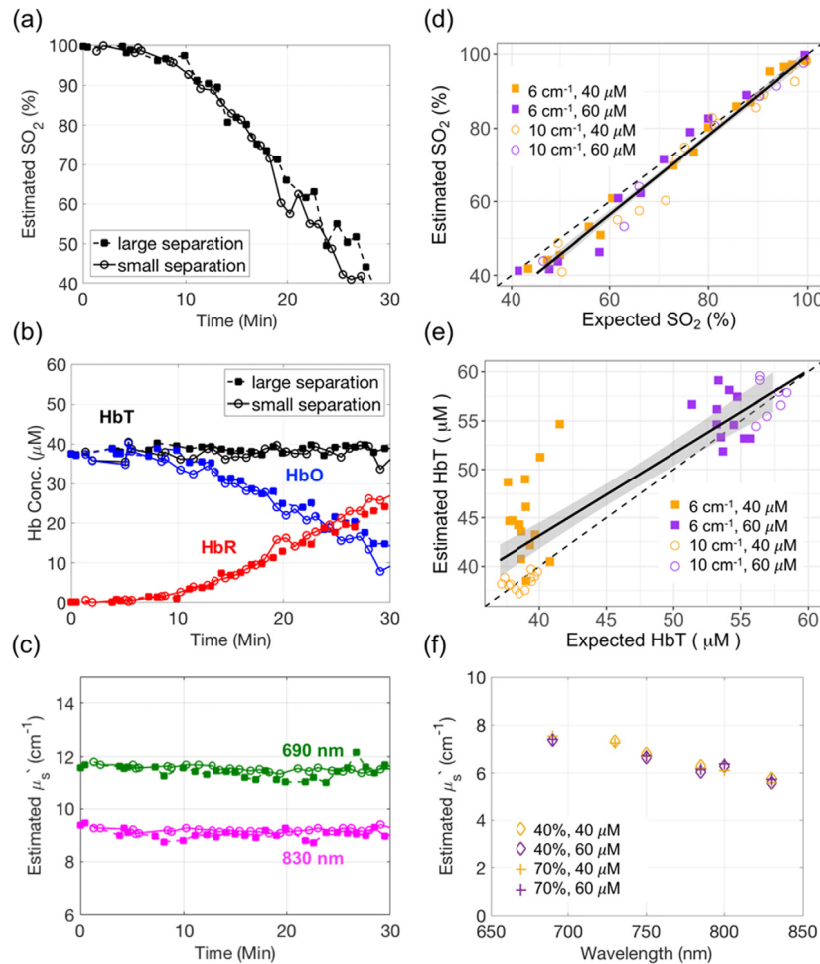 (a)
100
90
80
70
60
50
40
Estimated SO2 (%)
large separation
small separation
0 10 20 30
Time (Min)
(b)
60
50
40
30
20
10
0
Hb Conc. (μM)
large separation
small separation
HbT
HbO
HbR
0 10 20 30
Time (Min)
(c)
14
12
10
8
6
Estimated μs` (cm-1)
690 nm
830 nm
0 10 20 30
Time (Min)
(d)
100
80
60
40
Estimated SO2 (%)
6 cm-1, 40 μM
6 cm-1, 60 μM
10 cm-1, 40 μM
10 cm-1, 60 μM
40 60 80 100
Expected SO2 (%)
(e)
60
55
50
45
40
Estimated HbT ( μM)
6 cm-1, 40 μM
6 cm-1, 60 μM
10 cm-1, 40 μM
10 cm-1, 60 μM
40 45 50 55 60
Expected HbT ( μM)
(f)
10
8
6
4
2
0
Estimated μs` (cm-1)
40%, 40 μM
40%, 60 μM
70%, 40 μM
70%, 60 μM
650 700 750 800 850
Wavelength (nm)